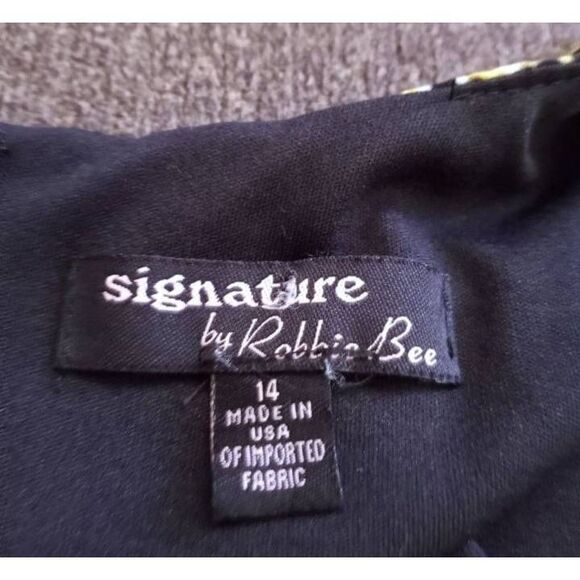 signature
by Robbie Bee
14
MADE IN
USA
OF IMPORTED
FABRIC